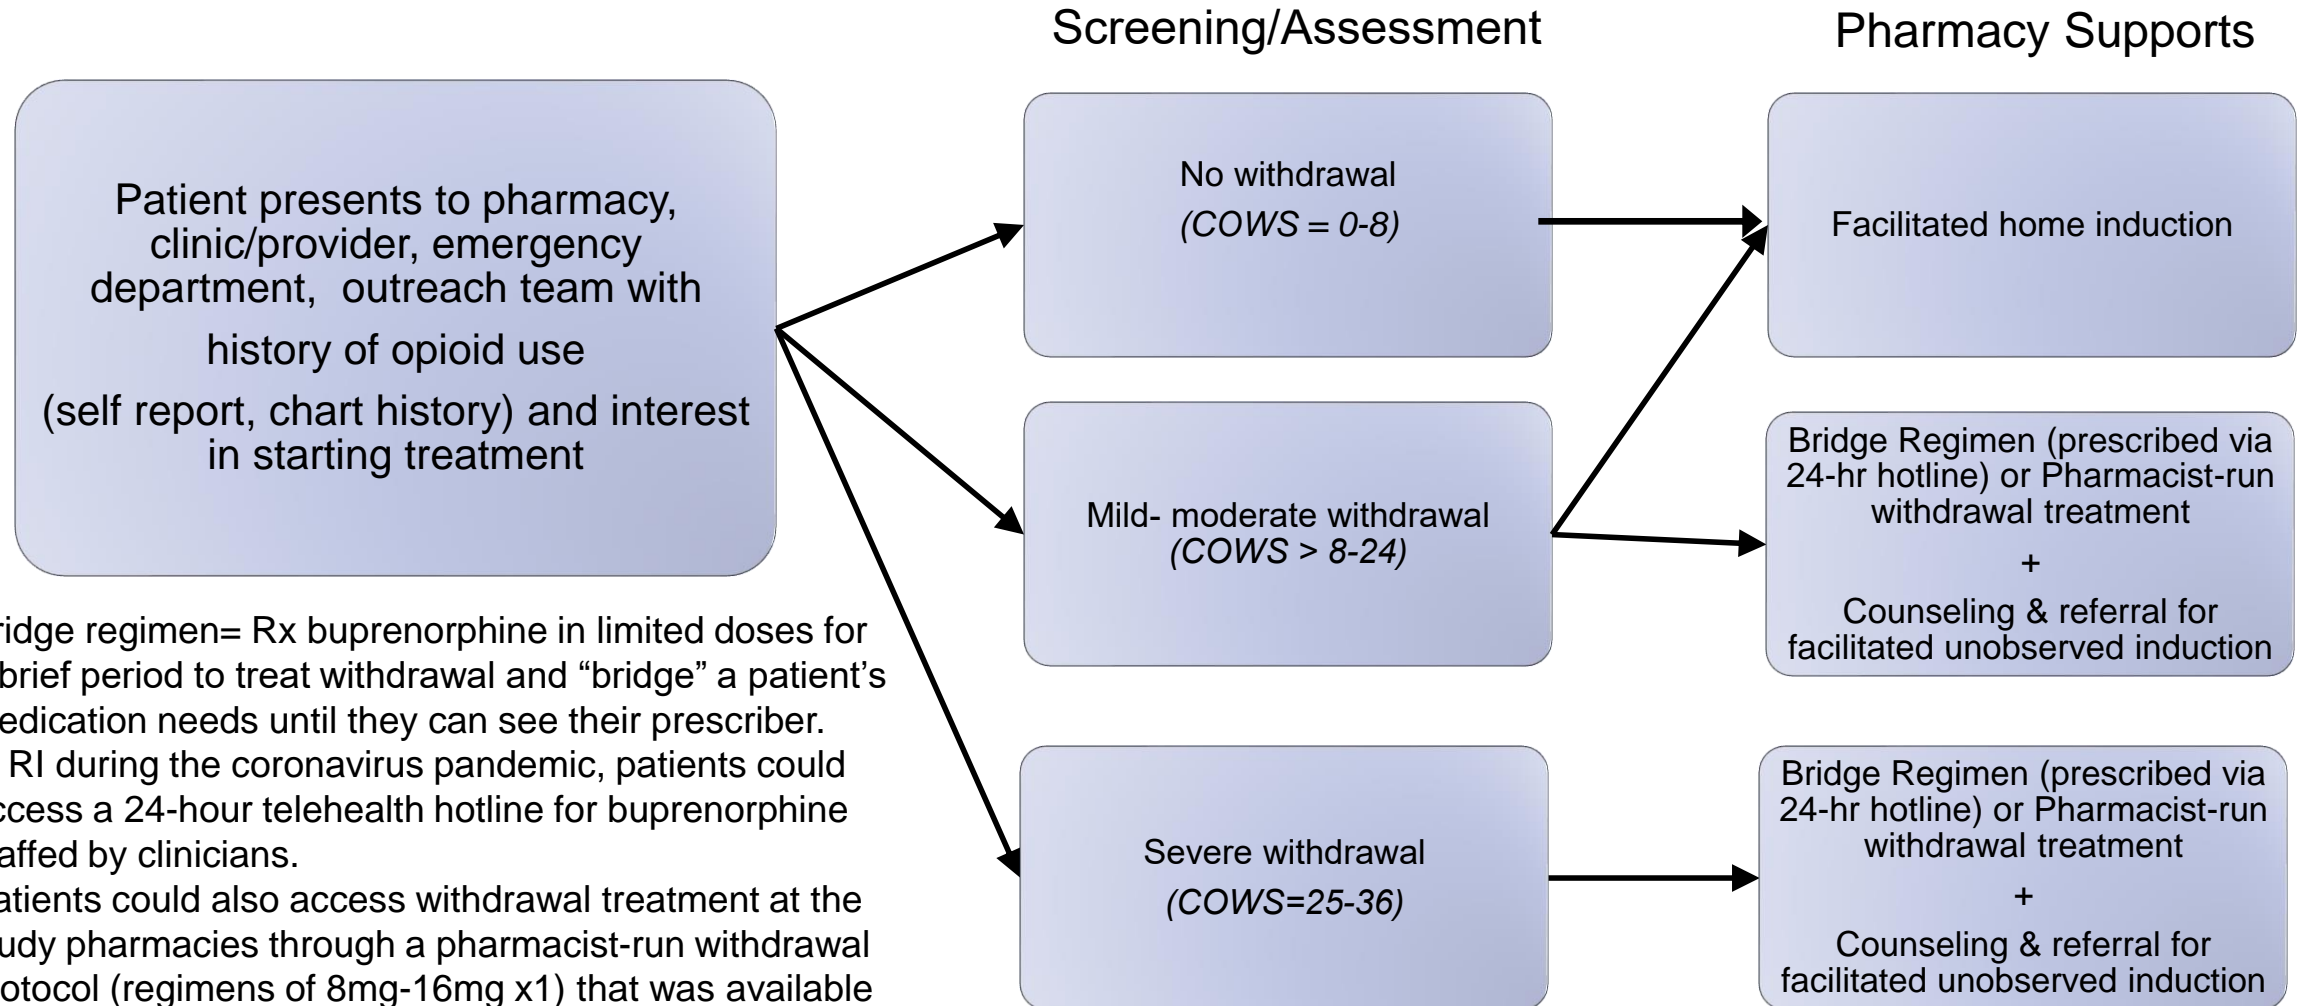 Screening/Assessment
Pharmacy Supports
Patient presents to pharmacy,
clinic/provider, emergency
department,  outreach team with
history of opioid use
(self report, chart history) and interest
in starting treatment
No withdrawal
(COWS = 0-8)
Facilitated home induction
Mild- moderate withdrawal
(COWS > 8-24)
Bridge Regimen (prescribed via
24-hr hotline) or Pharmacist-run
withdrawal treatment
+
Counseling & referral for
facilitated unobserved induction
Severe withdrawal
(COWS=25-36)
Bridge Regimen (prescribed via
24-hr hotline) or Pharmacist-run
withdrawal treatment
+
Counseling & referral for
facilitated unobserved induction
ridge regimen= Rx buprenorphine in limited doses for
brief period to treat withdrawal and “bridge” a patient’s
edication needs until they can see their prescriber.
RI during the coronavirus pandemic, patients could
ccess a 24-hour telehealth hotline for buprenorphine
affed by clinicians.
atients could also access withdrawal treatment at the
udy pharmacies through a pharmacist-run withdrawal
otocol (regimens of 8mg-16mg x1) that was available